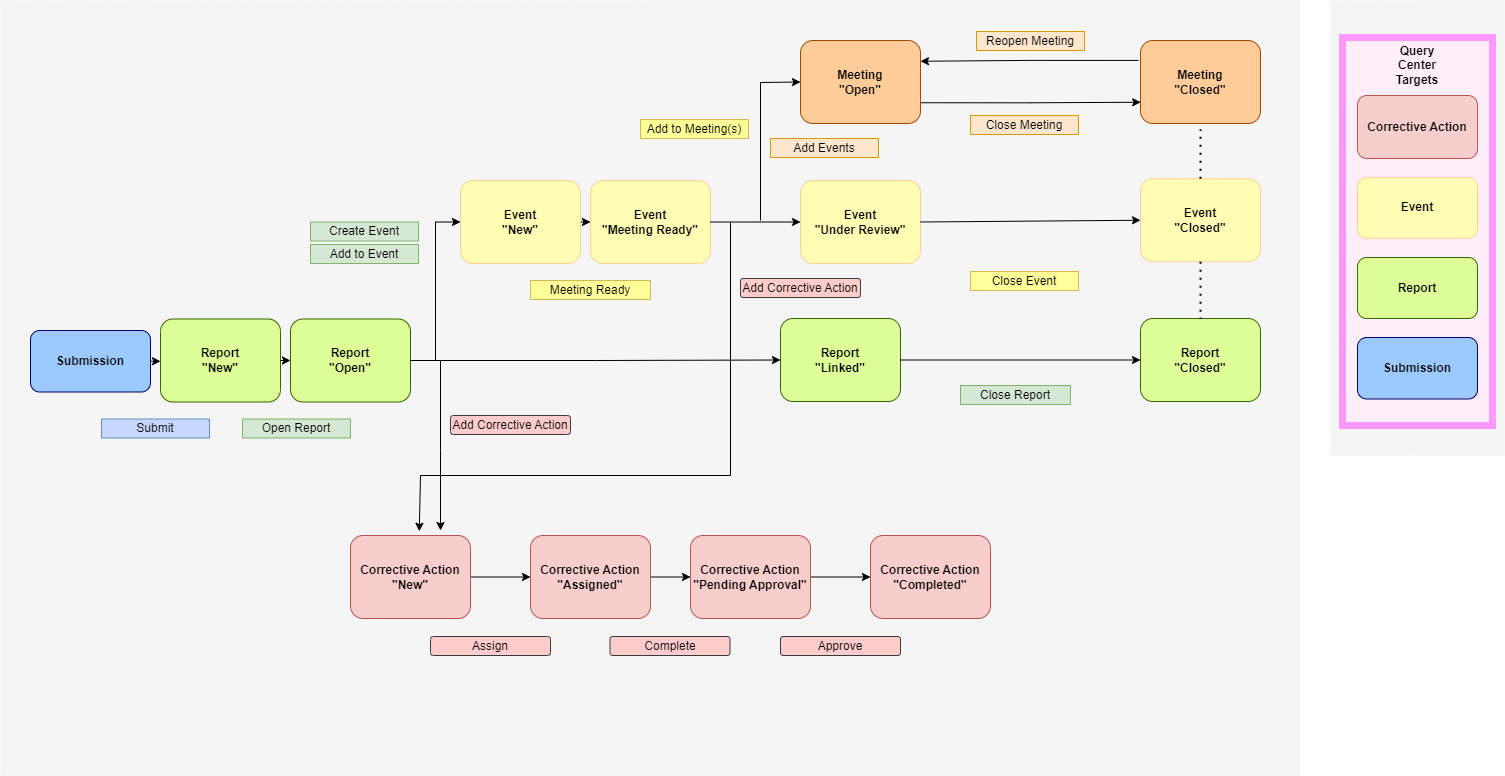 Reopen Meeting
Meeting
"Open"
Meeting
"Closed"
Close Meeting
Add to Meeting(s)
Add Events
Event
"New"
Event
"Meeting Ready"
Event
"Under Review"
Event
"Closed"
Create Event
Add to Event
Meeting Ready
Add Corrective Action
Close Event
Submission
Report
"New"
Report
"Open"
Report
"Linked"
Report
"Closed"
Close Report
Submit
Open Report
Add Corrective Action
Corrective Action
"New"
Corrective Action
"Assigned"
Corrective Action
"Pending Approval"
Corrective Action
"Completed"
Assign
Complete
Approve
Query
Center
Targets
Corrective Action
Event
Report
Submission